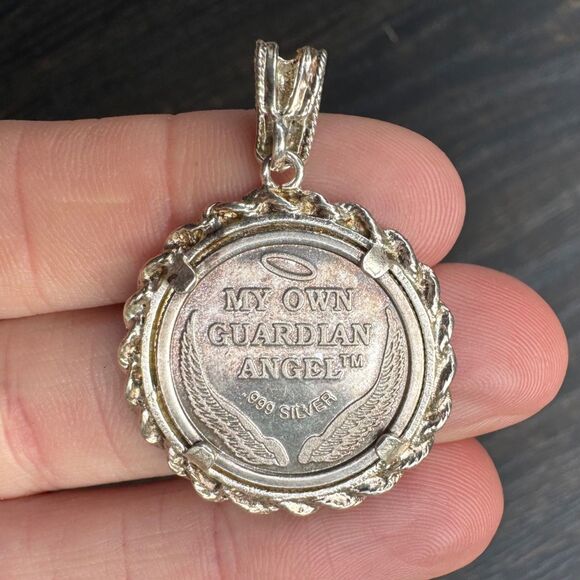 MY OWN
GUARDIAN
ANGEL™
.999 SILVER